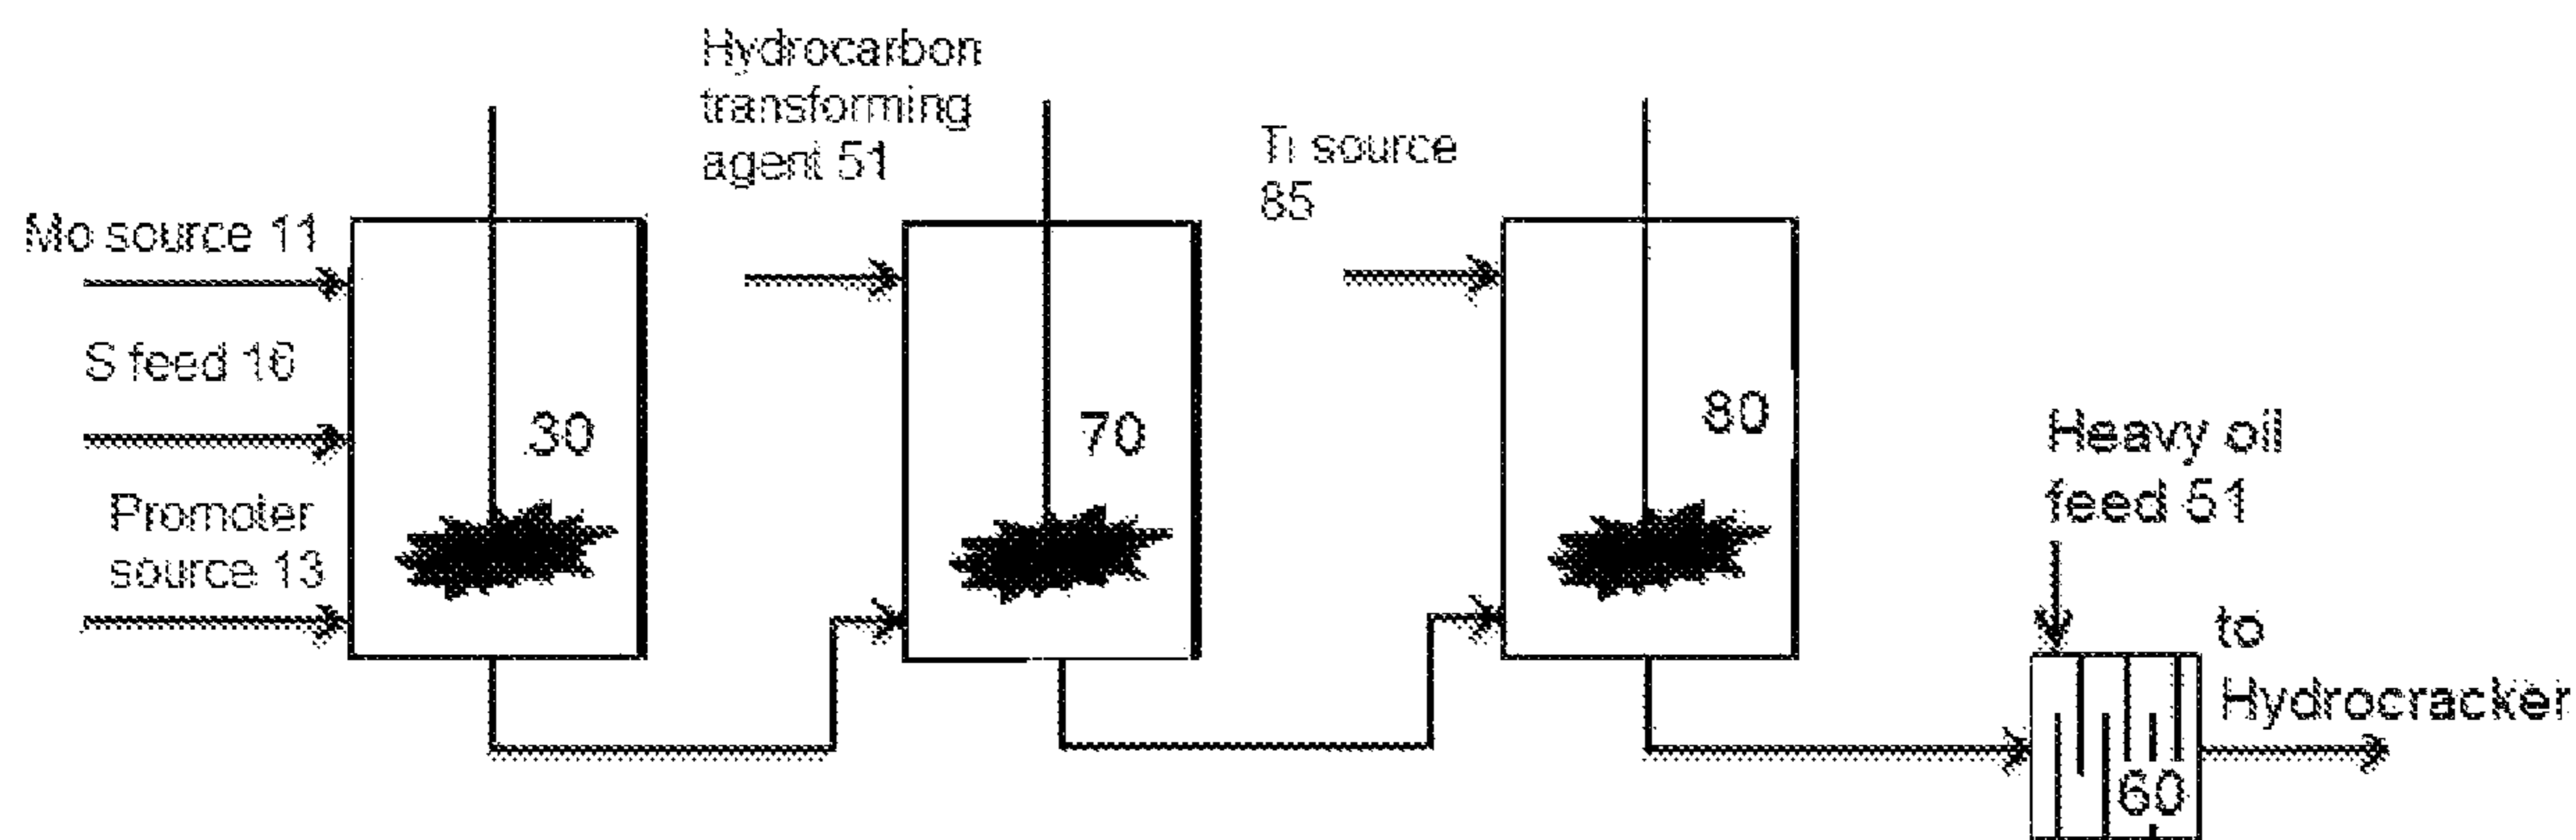 Hydrocarbon
transforming
agent 51
Ti source
85
Mo source 11
S feed 16
Promoter
source 13
30
70
80
Heavy oil
feed 51
to
Hydrocracker
60